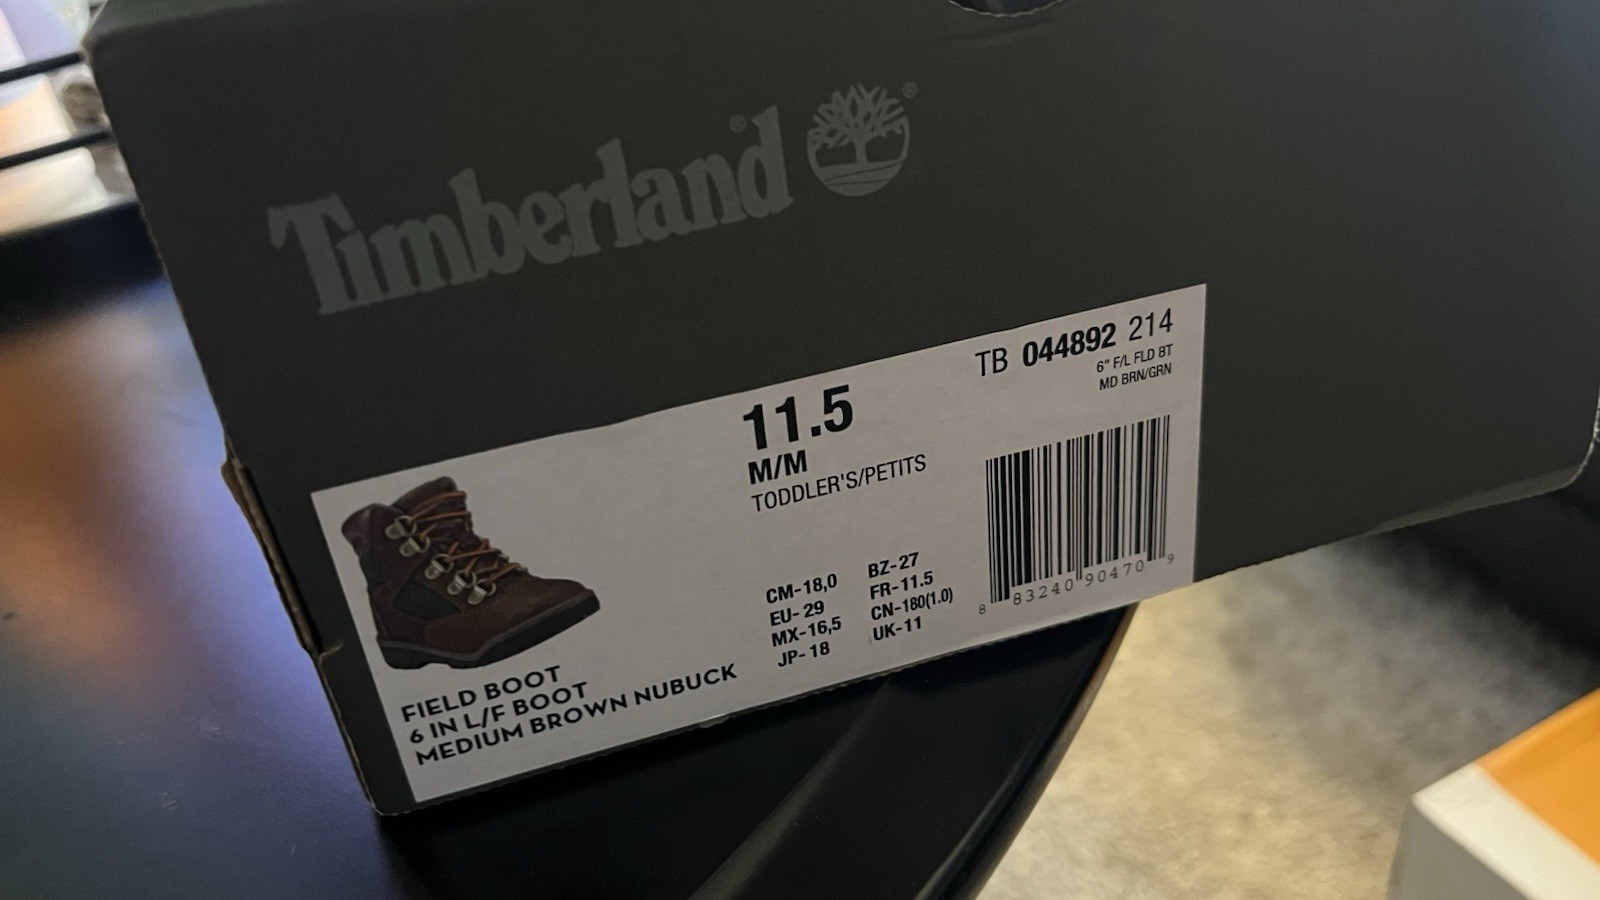 Timberland®
®
TB 044892 214
6" F/L FLD BT
MD BRN/GRN
11.5
M/M
TODDLER'S/PETITS
CM-18,0 BZ-27
EU-29 FR-11.5
MX-16,5 CN-180(1.0)
JP-18 UK-11
8 83240 90470 9
FIELD BOOT
6 IN L/F BOOT
MEDIUM BROWN NUBUCK